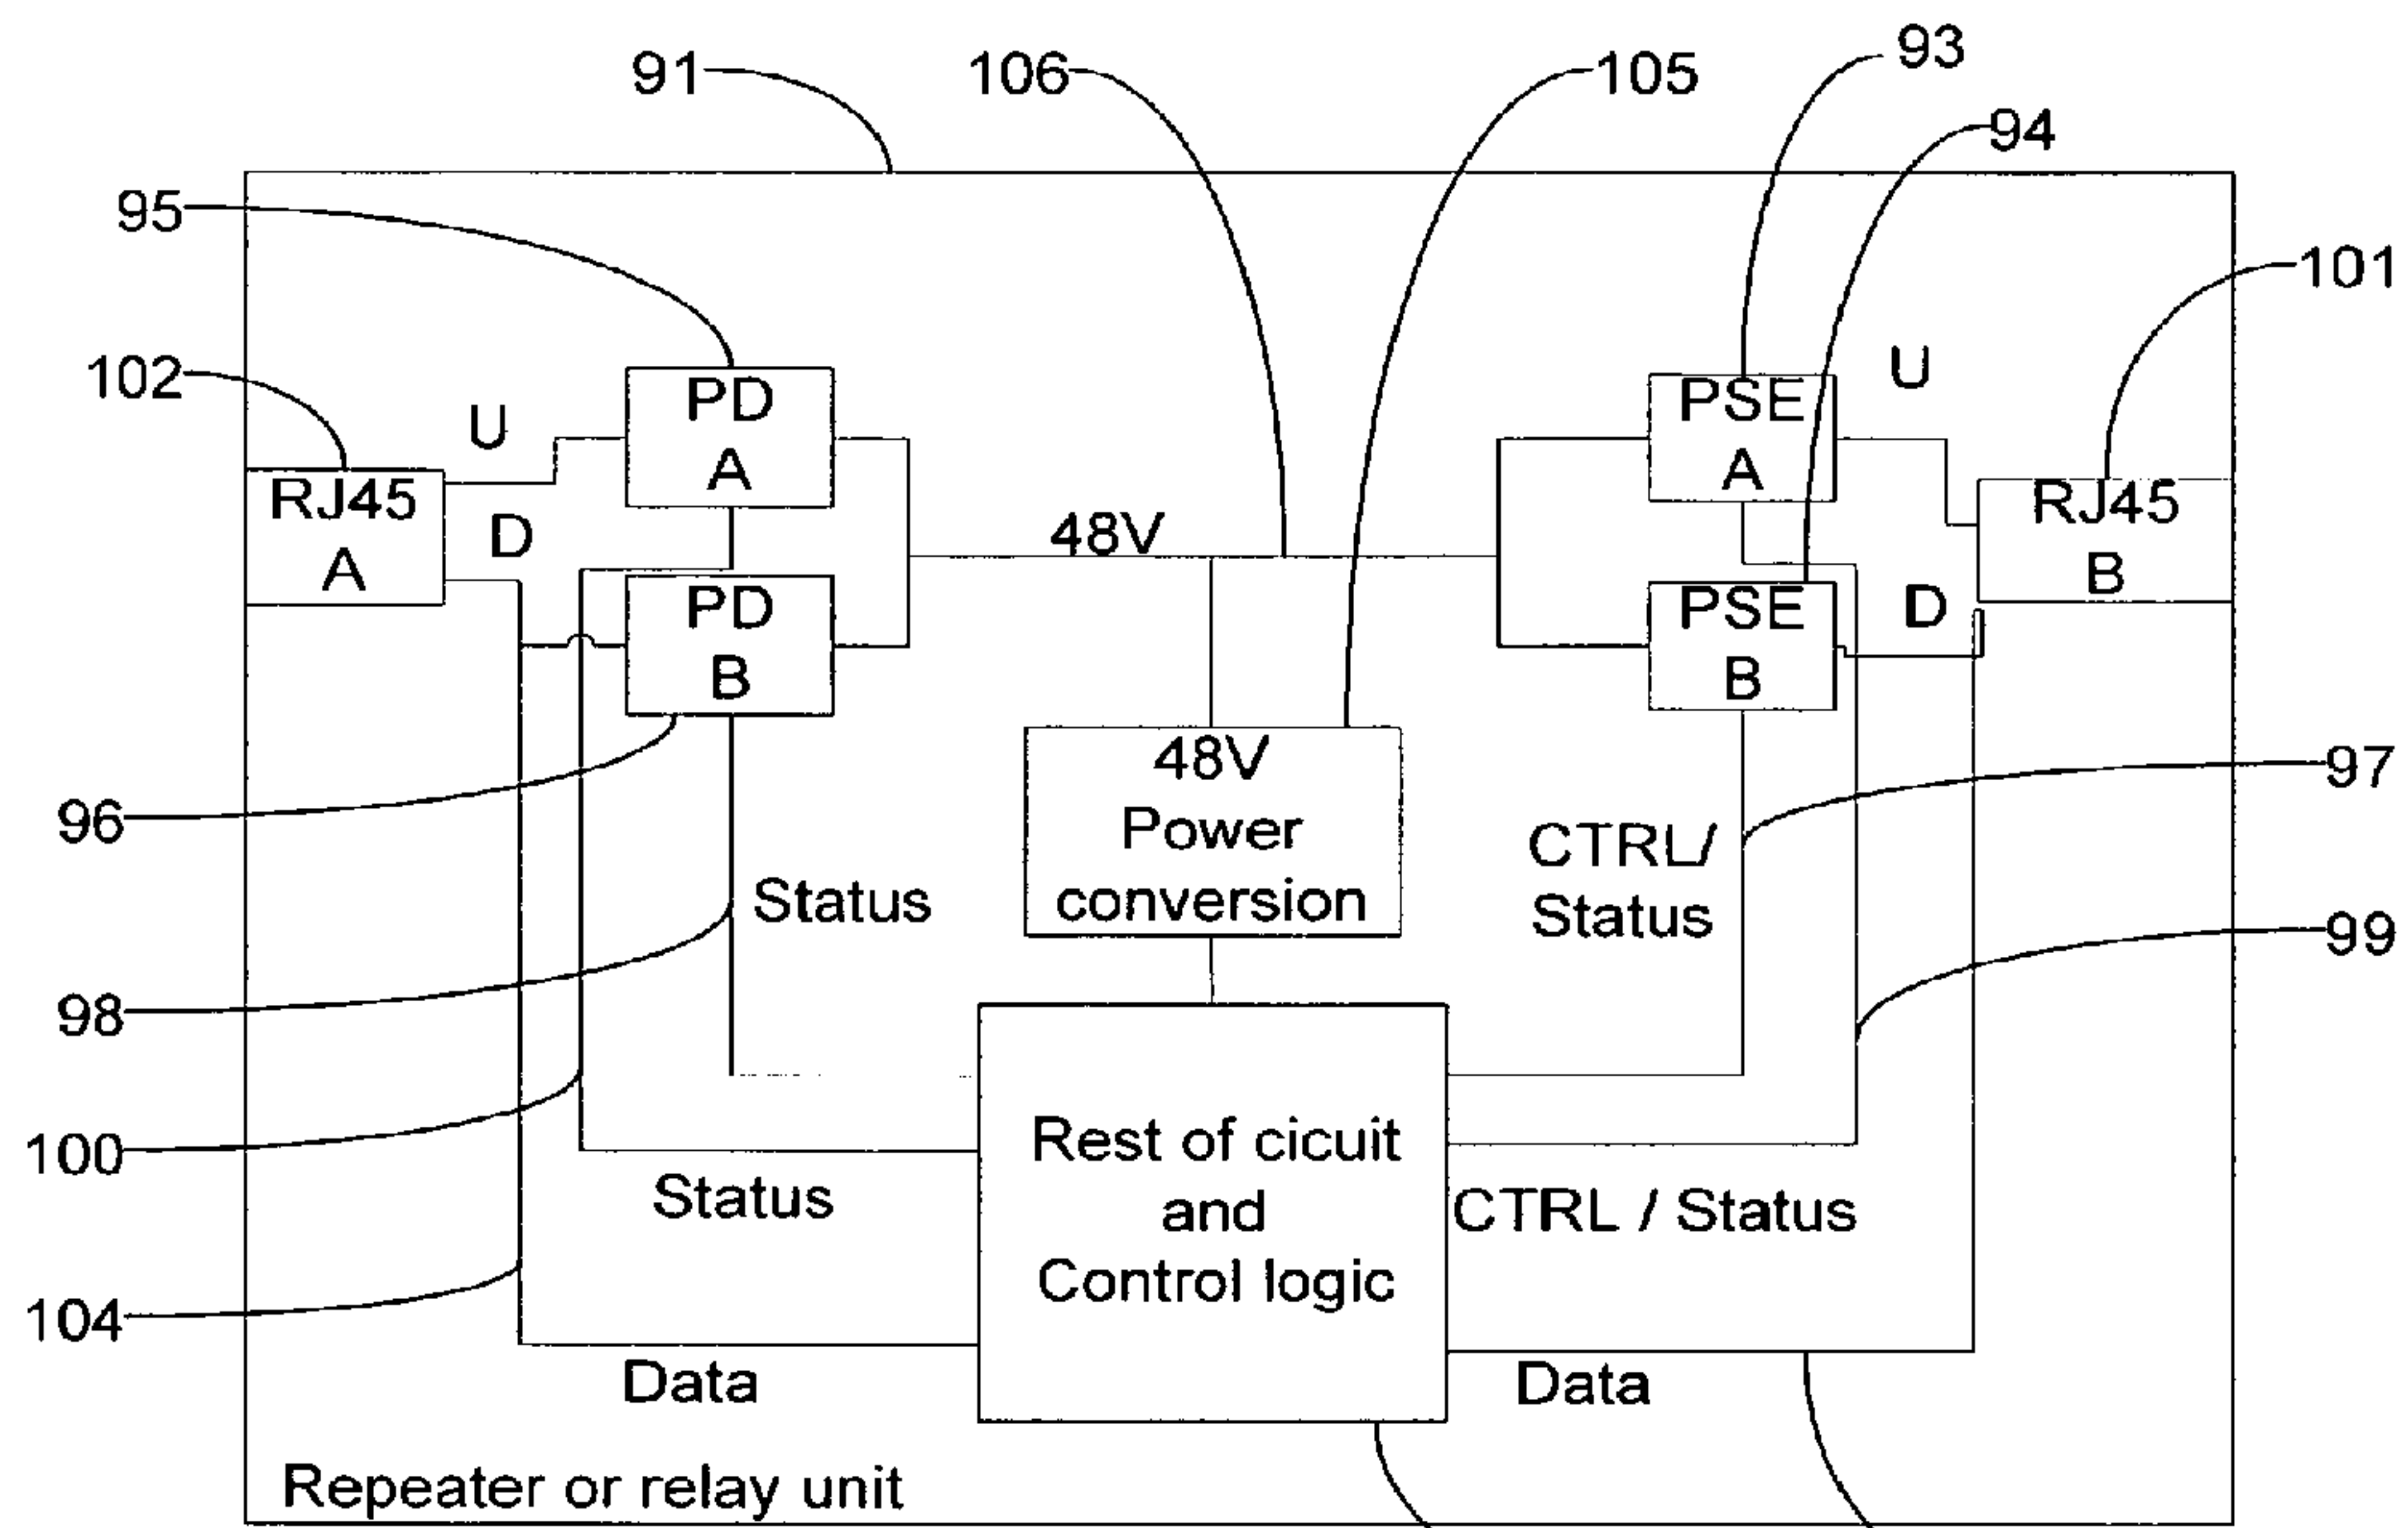 91
106
105
93
94
95
101
102
U
PD
A
PSE
A
U
RJ45
A
D
48V
RJ45
B
PD
B
PSE
B
D
48V
Power
conversion
97
96
CTRL/
Status
Status
99
98
Rest of cicuit
and
Control logic
100
Status
CTRL / Status
104
Data
Data
Repeater or relay unit